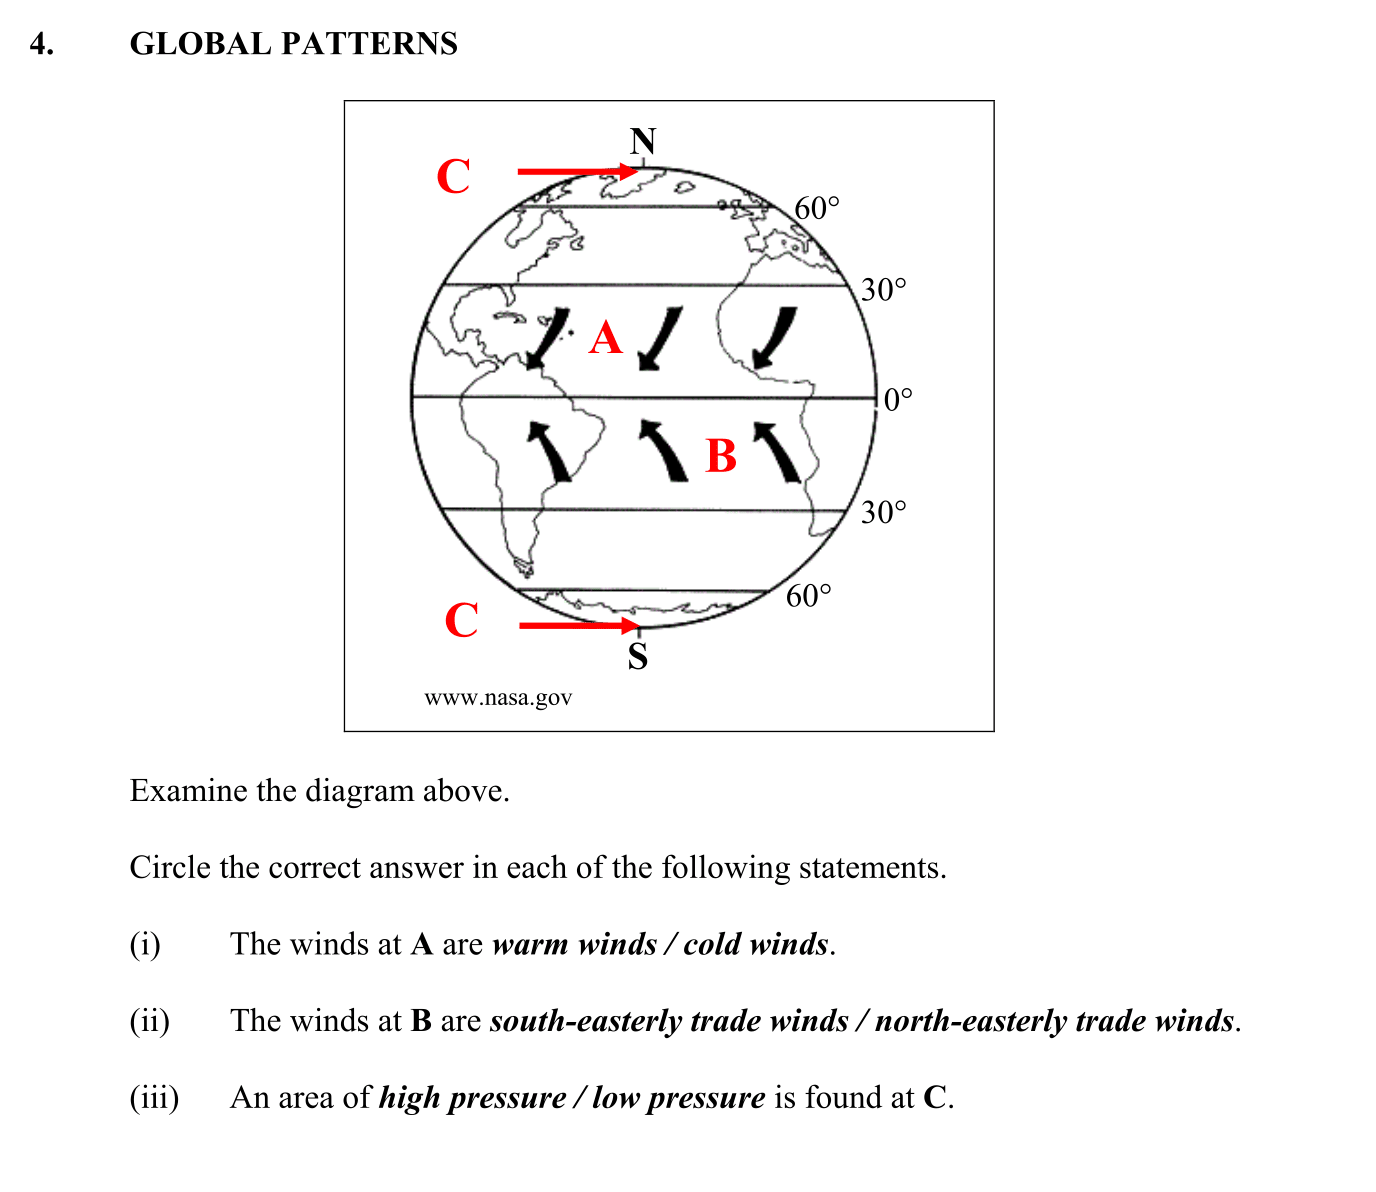 4. GLOBAL PATTERNS
N
C
60°
30°
A
0°
B
30°
60°
C
S
www.nasa.gov
Examine the diagram above.
Circle the correct answer in each of the following statements.
(i) The winds at A are warm winds / cold winds.
(ii) The winds at B are south-easterly trade winds / north-easterly trade winds.
(iii) An area of high pressure / low pressure is found at C.